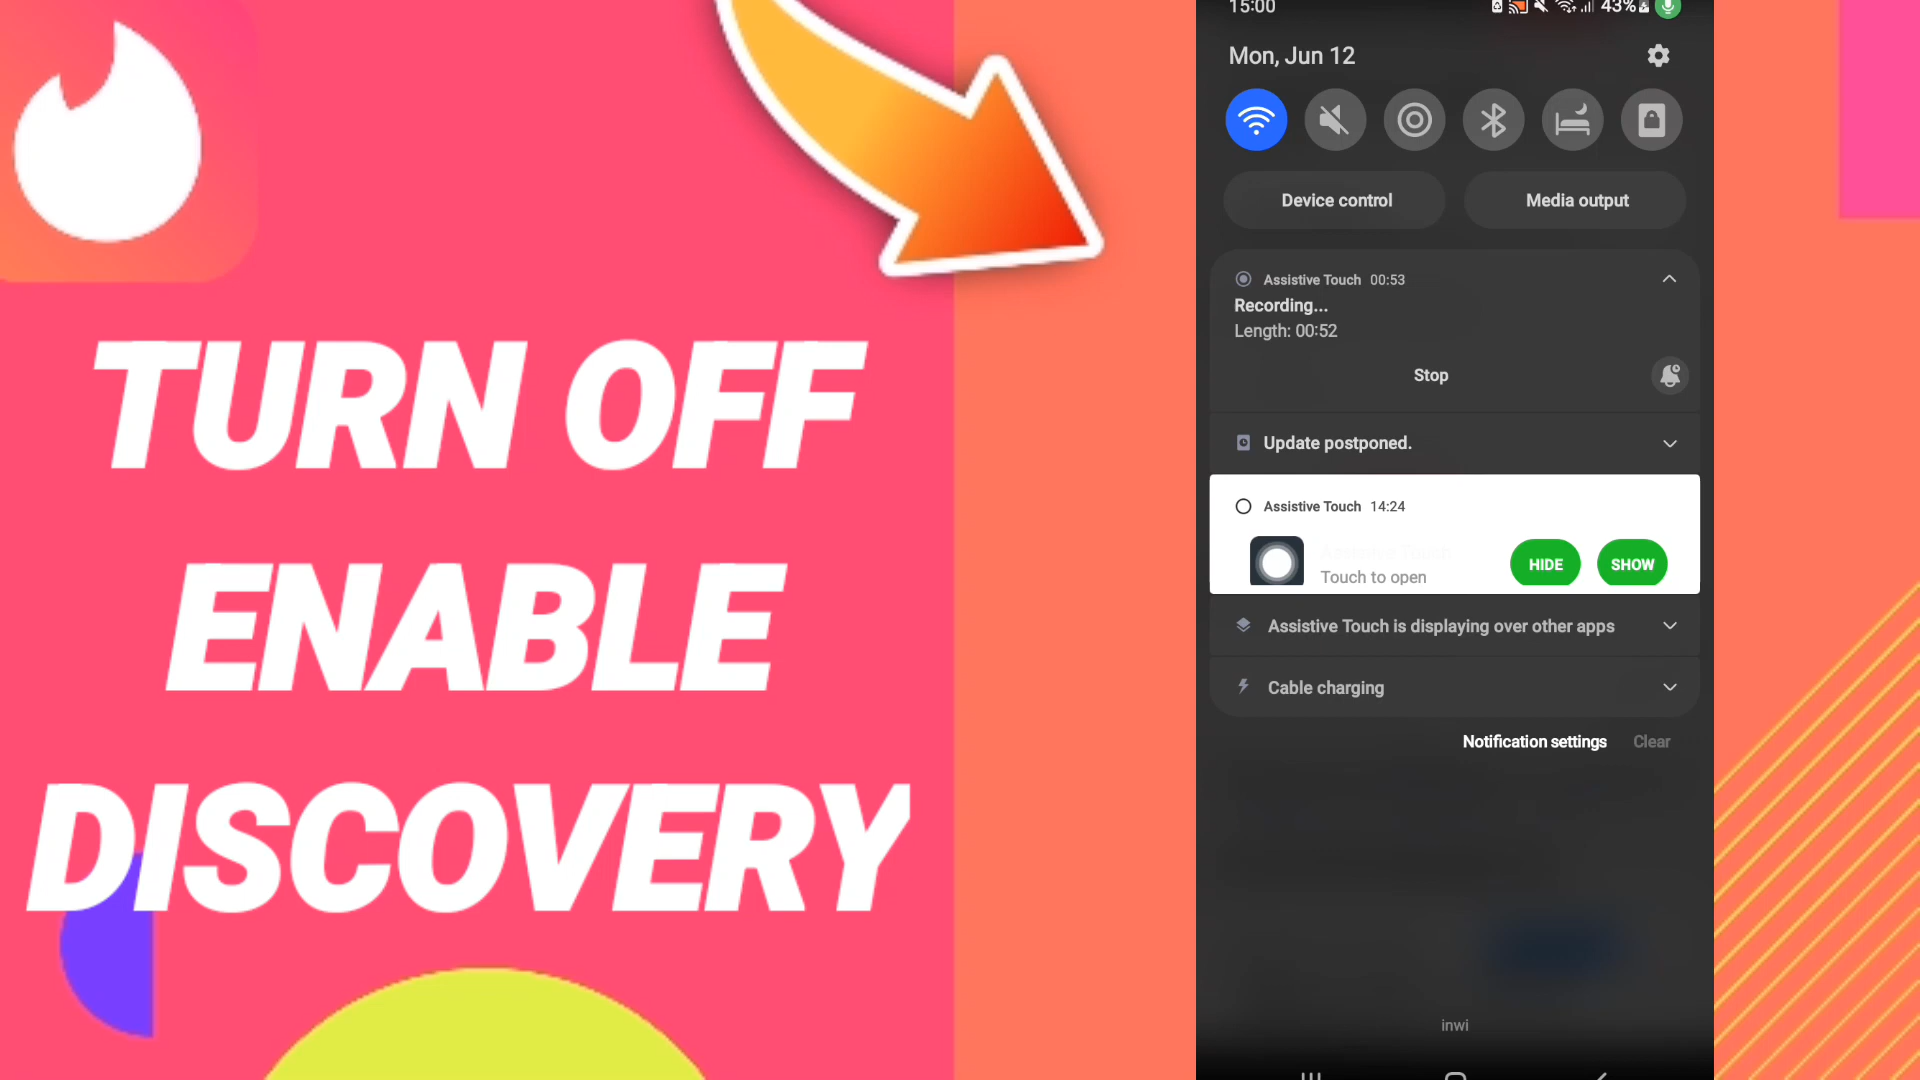 TURN OFF
ENABLE
DISCOVERY
15:00
43%
Mon, Jun 12
Device control
Media output
Assistive Touch 00:53
Recording...
Length: 00:52
Stop
Update postponed.
Assistive Touch 14:24
Assistive Touch
Touch to open
HIDE
SHOW
Assistive Touch is displaying over other apps
Cable charging
Notification settings
Clear
inwi